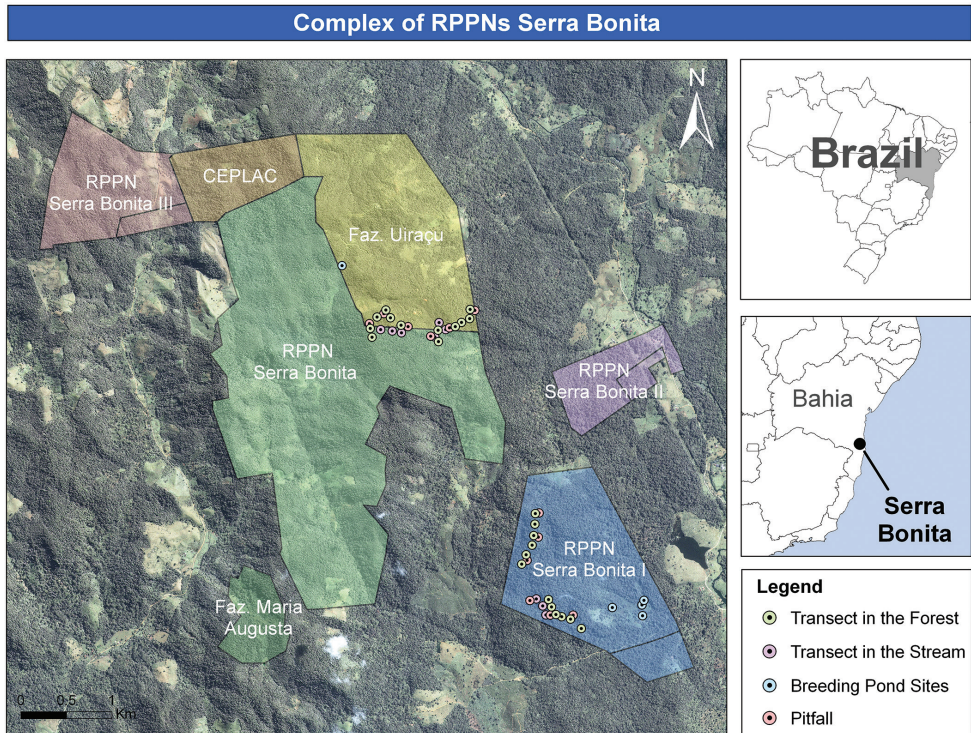 Complex of RPPNs Serra Bonita
N
RPPN
Serra Bonita III
CEPLAC
Faz. Uiraçu
RPPN
Serra Bonita
RPPN
Serra Bonita II
RPPN
Serra Bonita I
Faz. Maria
Augusta
0 0.5 1
Km
Brazil
Bahia
Serra
Bonita
Legend
Transect in the Forest
Transect in the Stream
Breeding Pond Sites
Pitfall